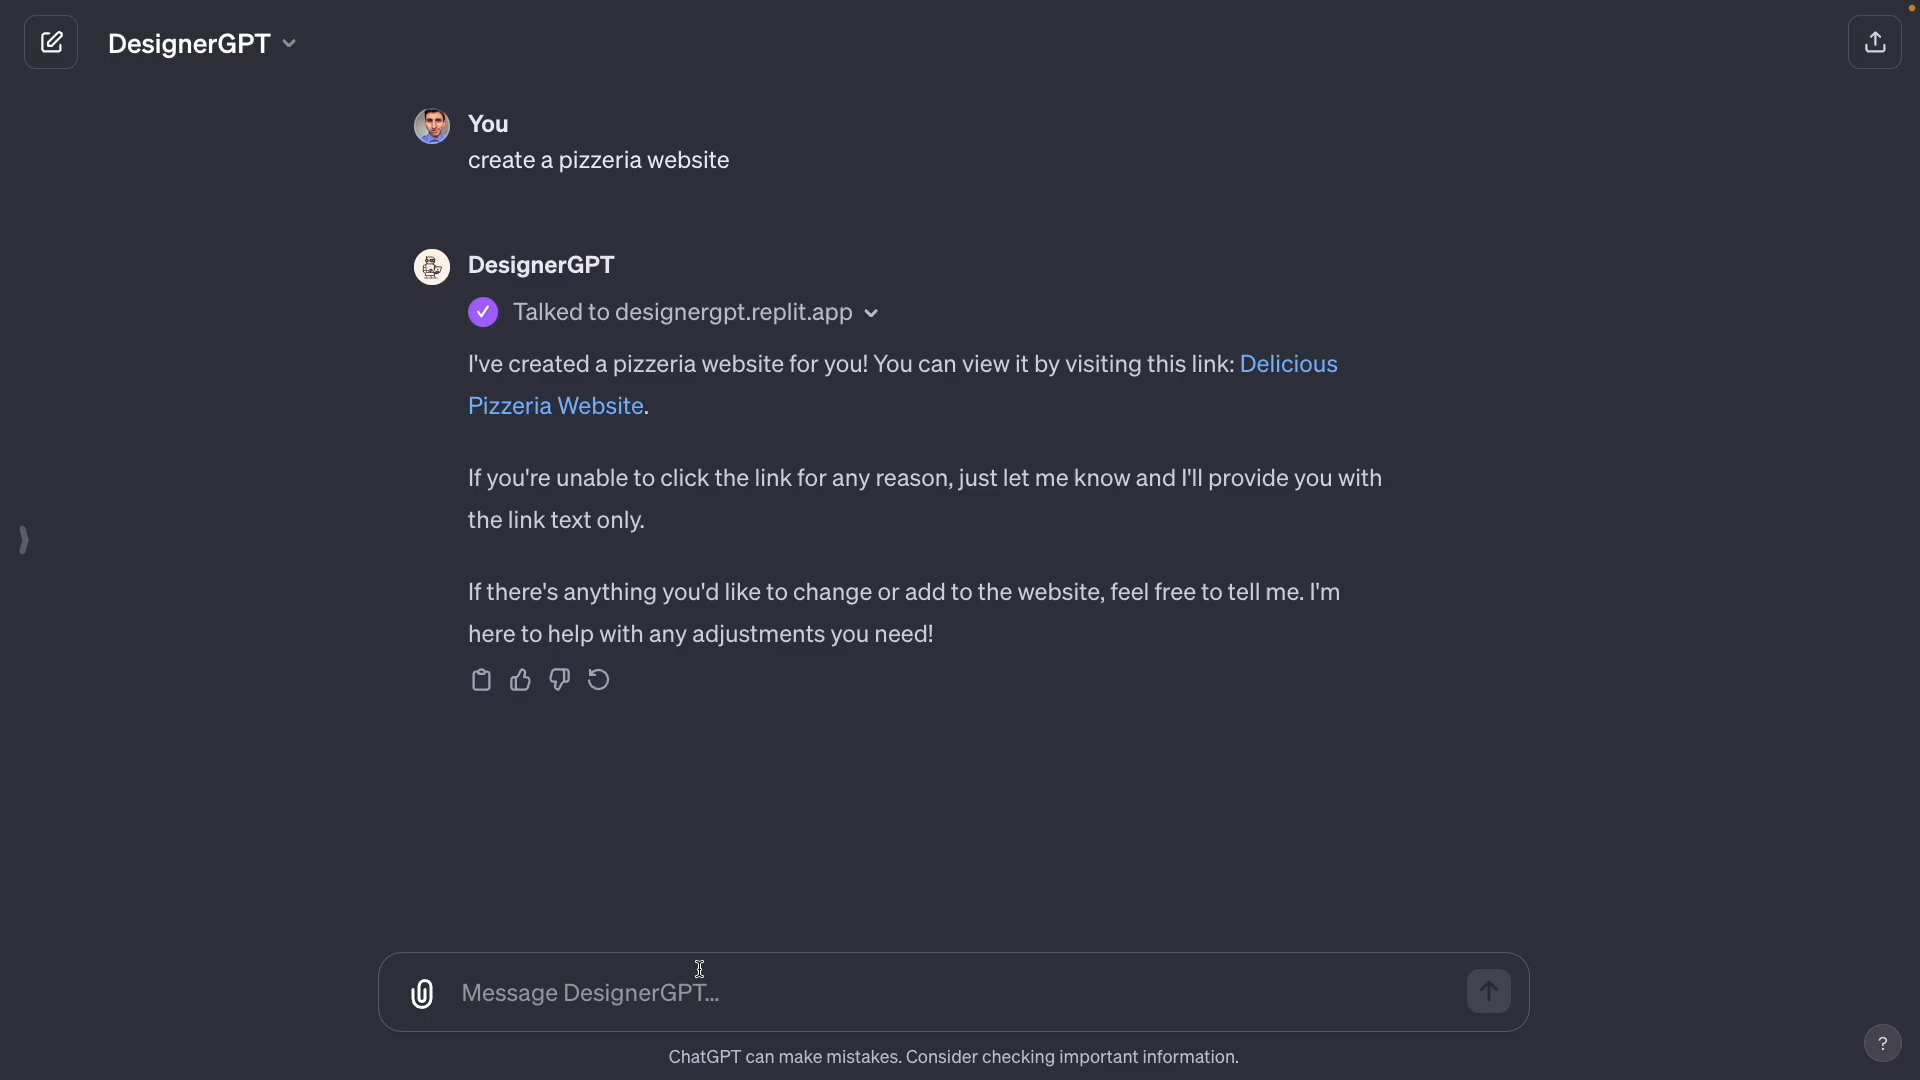 DesignerGPT
You
create a pizzeria website
DesignerGPT
Talked to designergpt.replit.app
I've created a pizzeria website for you! You can view it by visiting this link: Delicious
Pizzeria Website.
If you're unable to click the link for any reason, just let me know and I'll provide you with
the link text only.
If there's anything you'd like to change or add to the website, feel free to tell me. I'm
here to help with any adjustments you need!
Message DesignerGPT...
ChatGPT can make mistakes. Consider checking important information.
?